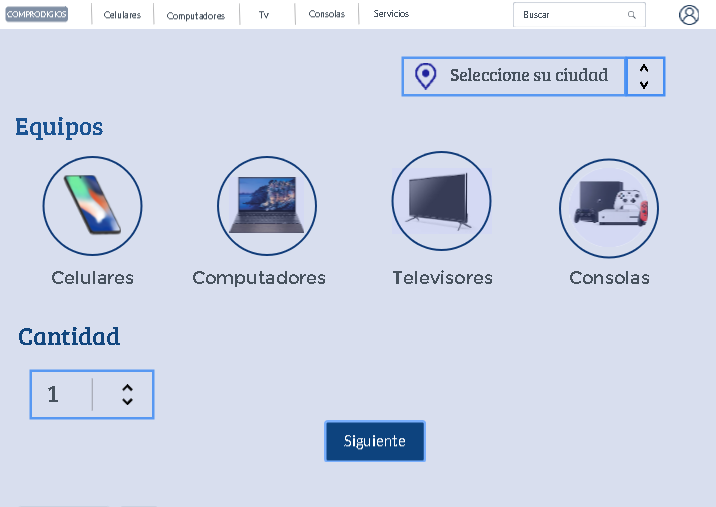 COMPRODIGIOS
Celulares
Computadores
Tv
Consolas
Servicios
Buscar
Seleccione su ciudad
Equipos
Celulares
Computadores
Televisores
Consolas
Cantidad
1
Siguiente